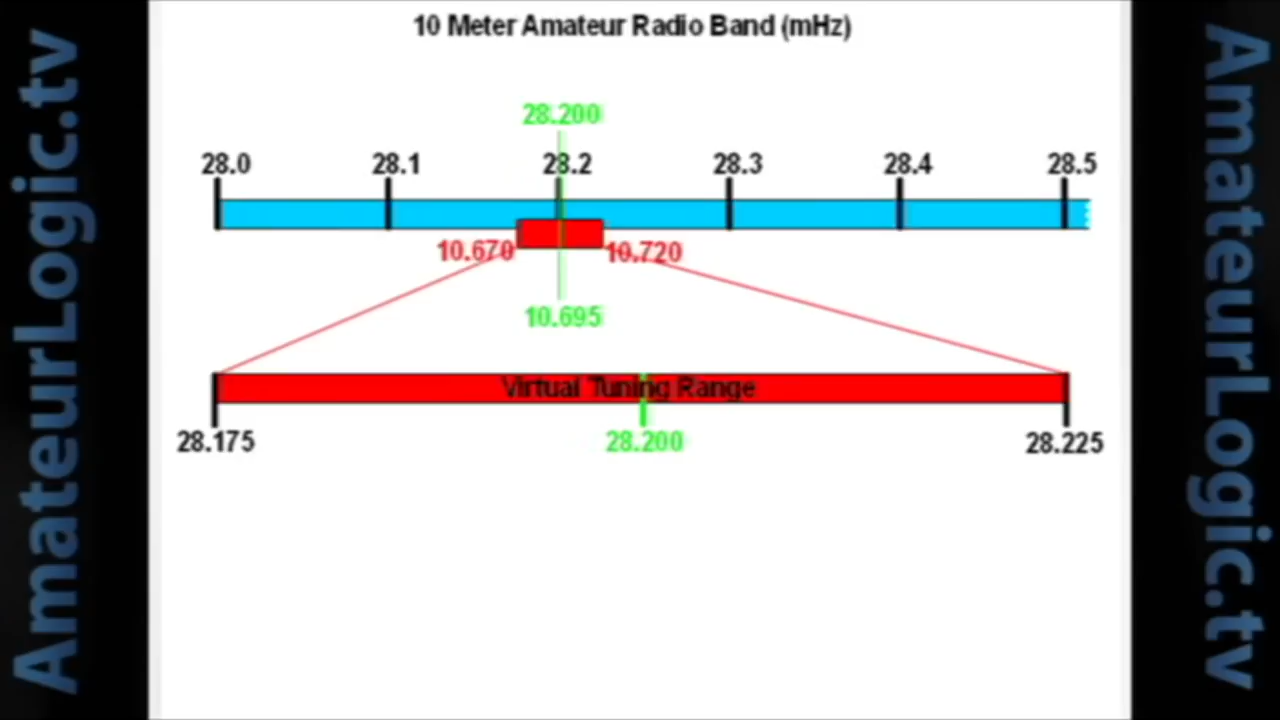 10 Meter Amateur Radio Band (mHz)
28.200
28.0 28.1 28.2 28.3 28.4 28.5
10.670 10.720
10.695
Virtual Tuning Range
28.175 28.200 28.225
AmateurLogic.tv
AmateurLogic.tv